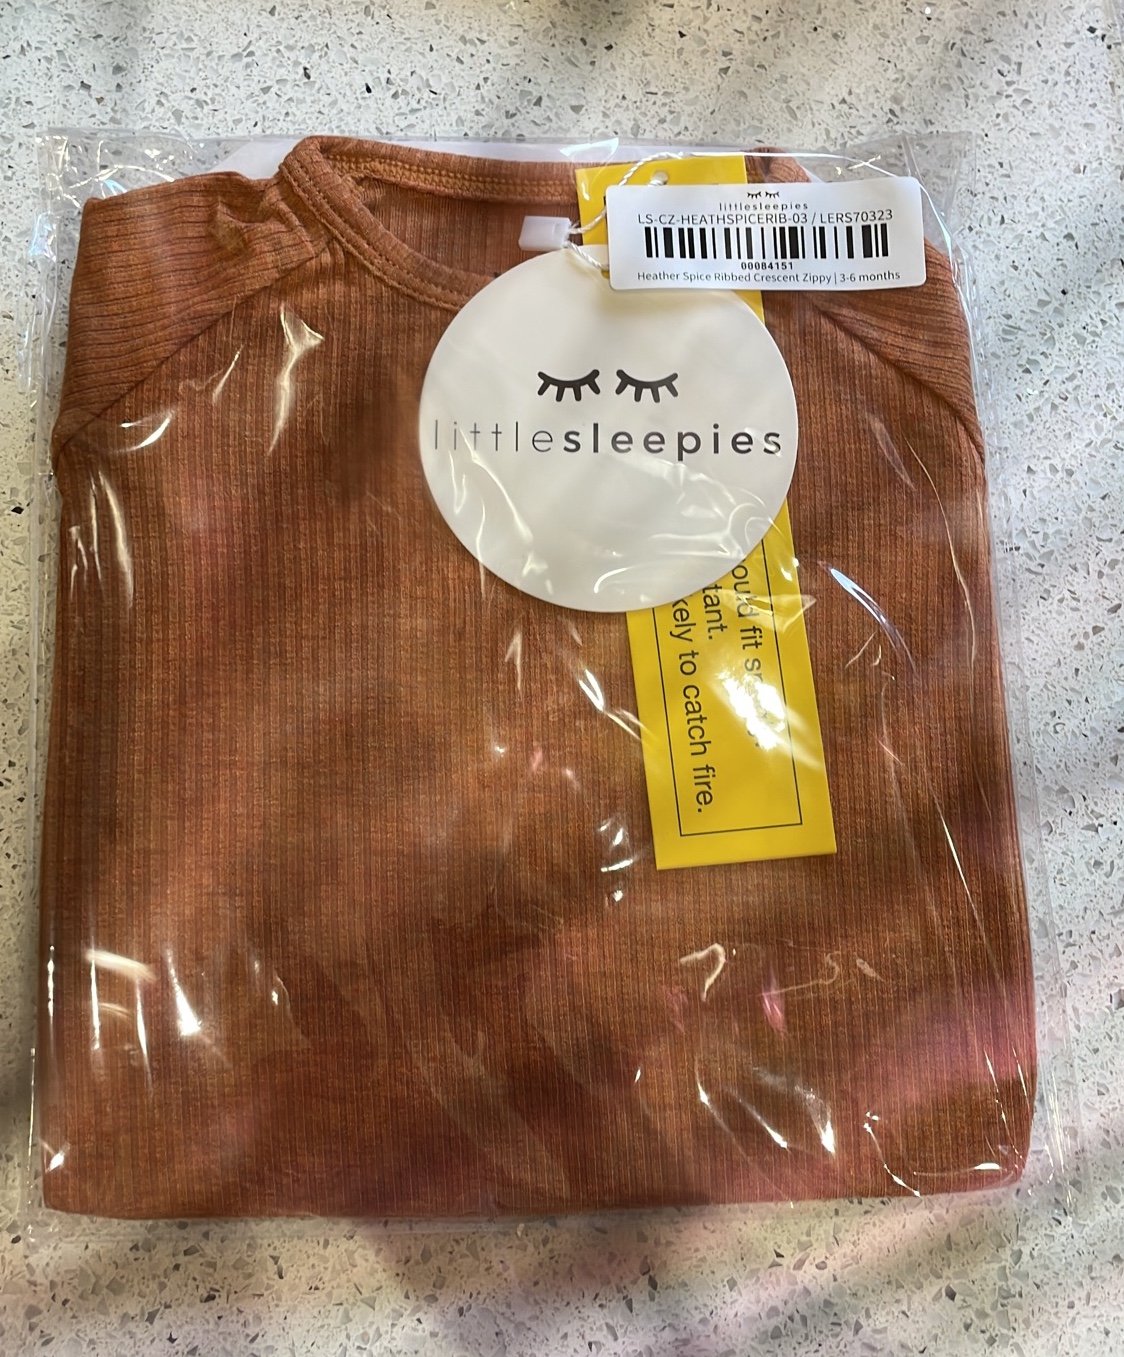 littlesleepies
LS-CZ-HEATHSPICERIB-03 / LERS70323
00084151
Heather Spice Ribbed Crescent Zippy | 3-6 months
littlesleepies
fit
to catch fire.